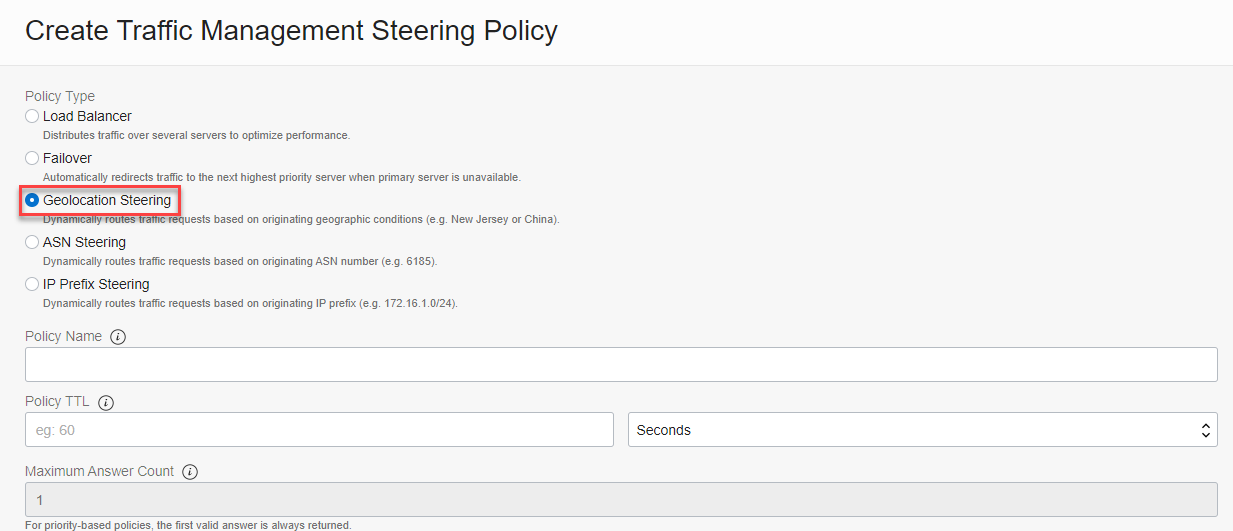 Create Traffic Management Steering Policy
Policy Type
Load Balancer
Distributes traffic over several servers to optimize performance.
Failover
Automatically redirects traffic to the next highest priority server when primary server is unavailable.
Geolocation Steering
Dynamically routes traffic requests based on originating geographic conditions (e.g. New Jersey or China).
ASN Steering
Dynamically routes traffic requests based on originating ASN number (e.g. 6185).
IP Prefix Steering
Dynamically routes traffic requests based on originating IP prefix (e.g. 172.16.1.0/24).
Policy Name i
Policy TTL i
eg: 60
Seconds
Maximum Answer Count i
1
For priority-based policies, the first valid answer is always returned.